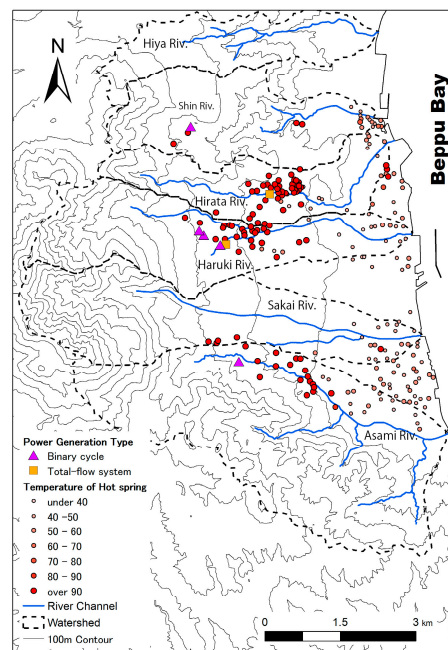 N
Hiya Riv.
Shin Riv.
Beppu Bay
Hirata Riv.
Haruki Riv.
Sakai Riv.
Asami Riv.
Power Generation Type
Binary cycle
Total-flow system
Temperature of Hot spring
under 40
40 -50
50 - 60
60 - 70
70 - 80
80 - 90
over 90
River Channel
Watershed
100m Contour
0 1.5 3 km